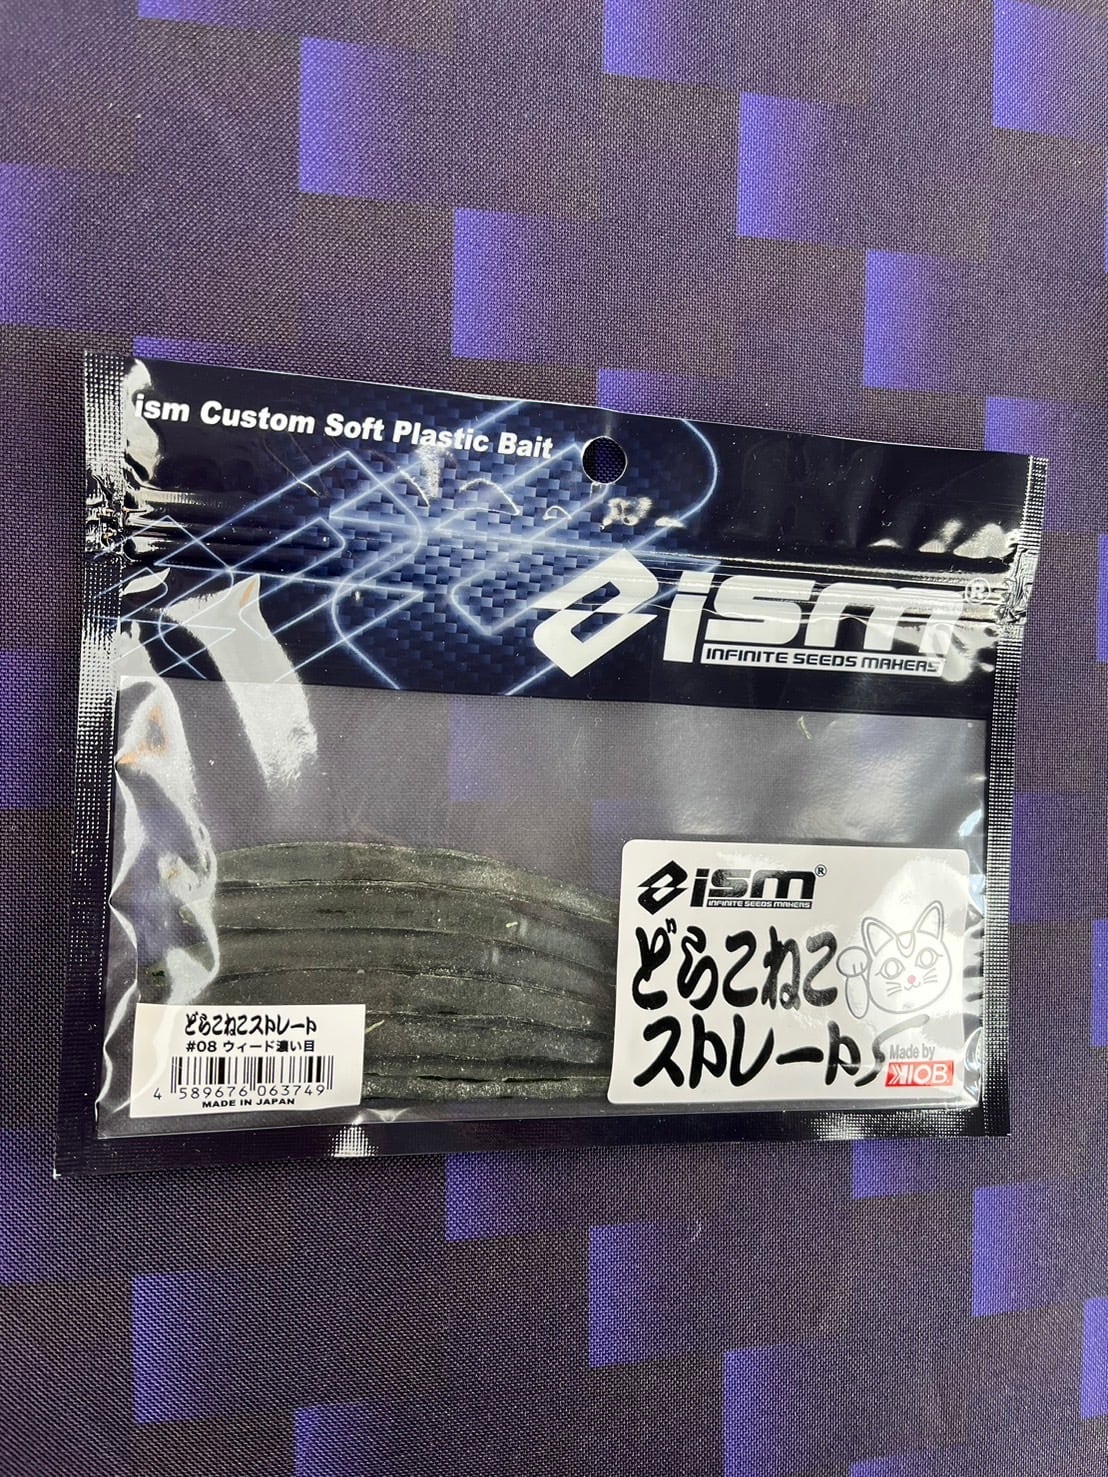 ism Custom Soft Plastic Bait
ism®
INFINITE SEEDS MAKERS
ism®
INFINITE SEEDS MAKERS
どらこねこ
ストレート
Made by
KIOB
どらこねこストレート
#08 ウィード濃い目
4 589676 063749
MADE IN JAPAN